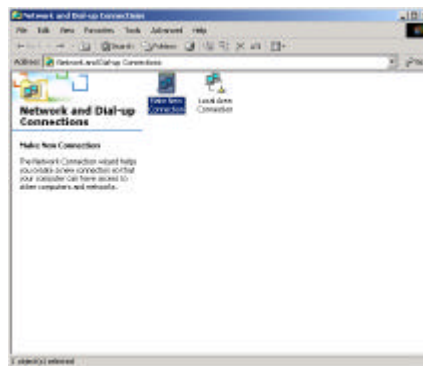 Network and Dial-up Connections
File Edit View Favorites Tools Advanced Help
Search Folders
Address Network and Dial-up Connections
Network and Dial-up
Connections
Make New Connection
The Network Connection wizard helps
you create a new connection so that
your computer can have access to
other computers and networks.
Make New
Connection
Local Area
Connection
1 object(s) selected